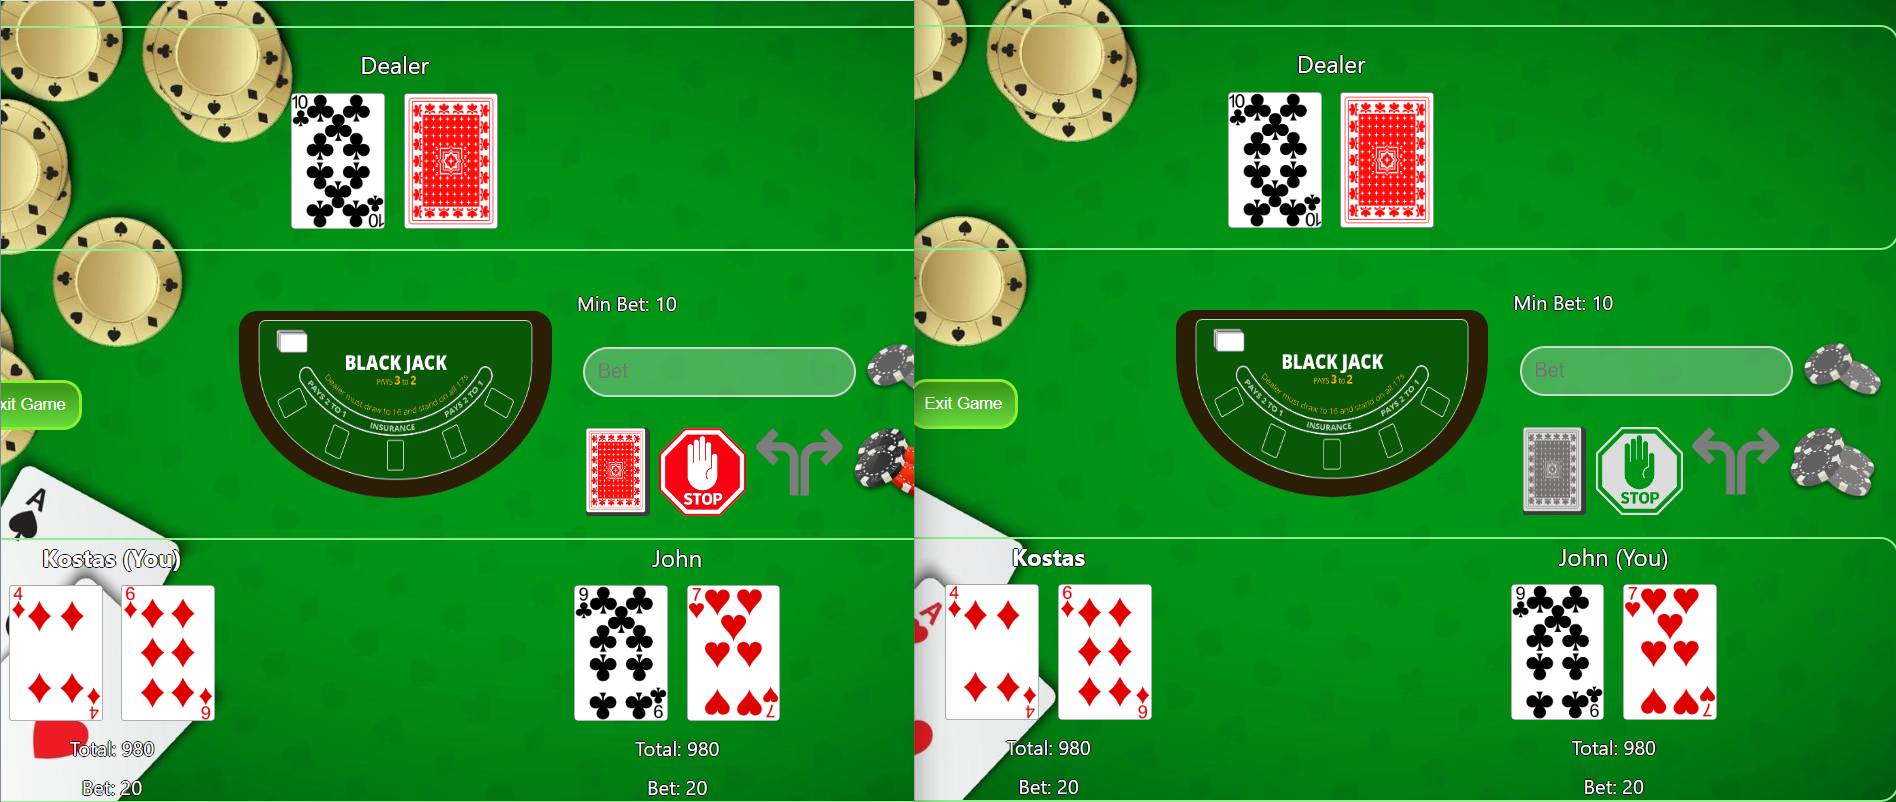 Dealer
10
10
Min Bet: 10
Bet
BLACK JACK
PAYS 3 to 2
Dealer must draw to 16 and stand on all 17s
PAYS 2 TO 1
PAYS 2 TO 1
INSURANCE
xit Game
STOP
A
Kostas (You)
John
4
6
9
7
4
6
9
7
Total: 980
Total: 980
Bet: 20
Bet: 20
Dealer
10
10
Min Bet: 10
Bet
BLACK JACK
PAYS 3 to 2
Dealer must draw to 16 and stand on all 17s
PAYS 2 TO 1
PAYS 2 TO 1
INSURANCE
Exit Game
STOP
Kostas
John (You)
A
4
6
9
7
4
6
9
7
Total: 980
Total: 980
Bet: 20
Bet: 20